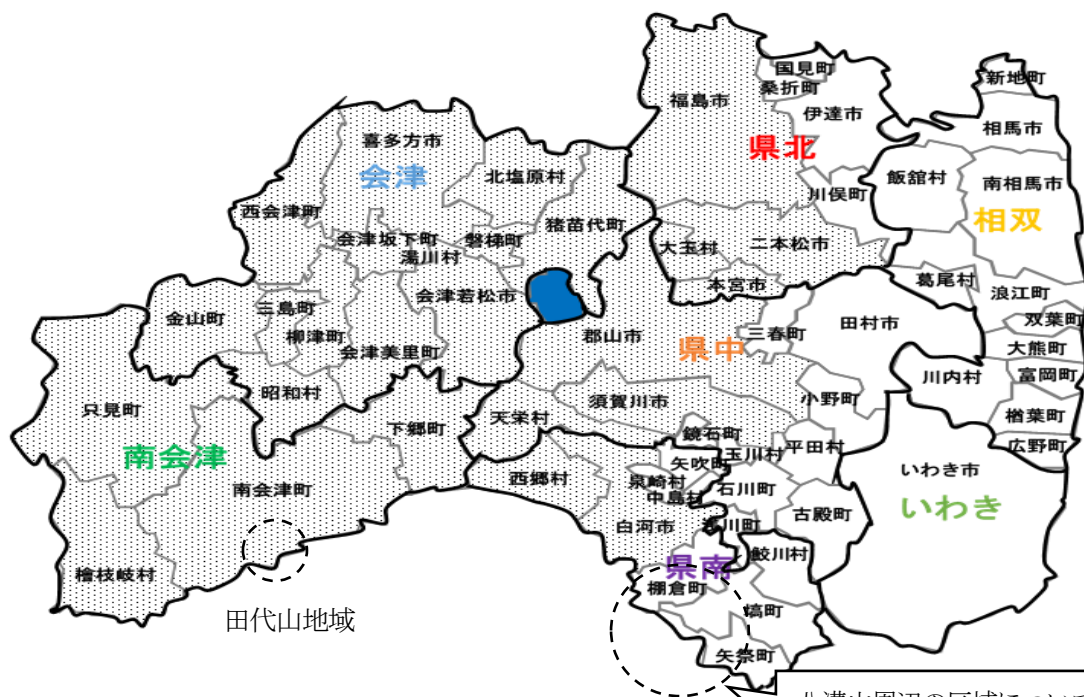 国見町
桑折町
福島市
伊達市
県北
川俣町
大玉村
二本松市
本宮市
新地町
相馬市
飯舘村
南相馬市
相双
葛尾村
浪江町
双葉町
大熊町
川内村
富岡町
楢葉町
広野町
喜多方市
会津
北塩原村
西会津町
猪苗代町
会津坂下町
磐梯町
湯川村
会津若松市
三島町
金山町
柳津町
会津美里町
昭和村
郡山市
県中
三春町
田村市
須賀川市
小野町
天栄村
鏡石町
玉川村
平田村
石川町
古殿町
浅川町
只見町
下郷町
南会津
南会津町
檜枝岐村
西郷村
矢吹町
泉崎村
中島村
白河市
県南
鮫川村
棚倉町
塙町
矢祭町
いわき市
いわき
田代山地域